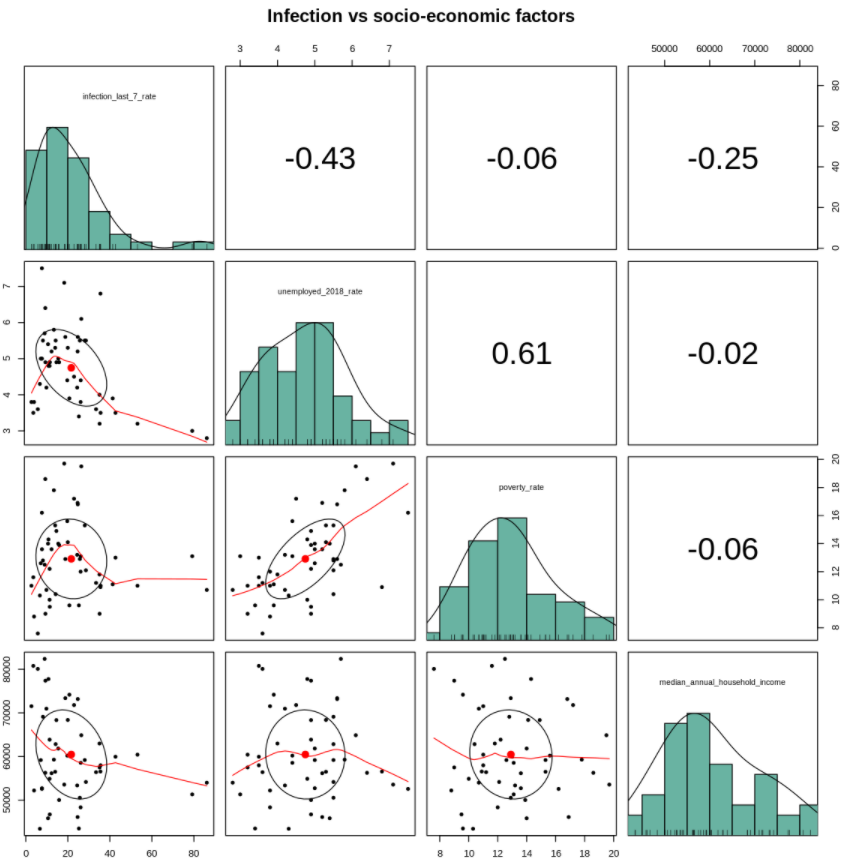 Infection vs socio-economic factors
3 4 5 6 7
50000 60000 70000 80000
infection_last_7_rate
-0.43
-0.06
-0.25
0 20 40 60 80
3 4 5 6 7
unemployed_2018_rate
0.61
-0.02
poverty_rate
-0.06
8 10 12 14 16 18 20
50000 60000 70000 80000
median_annual_household_income
0 20 40 60 80
8 10 12 14 16 18 20